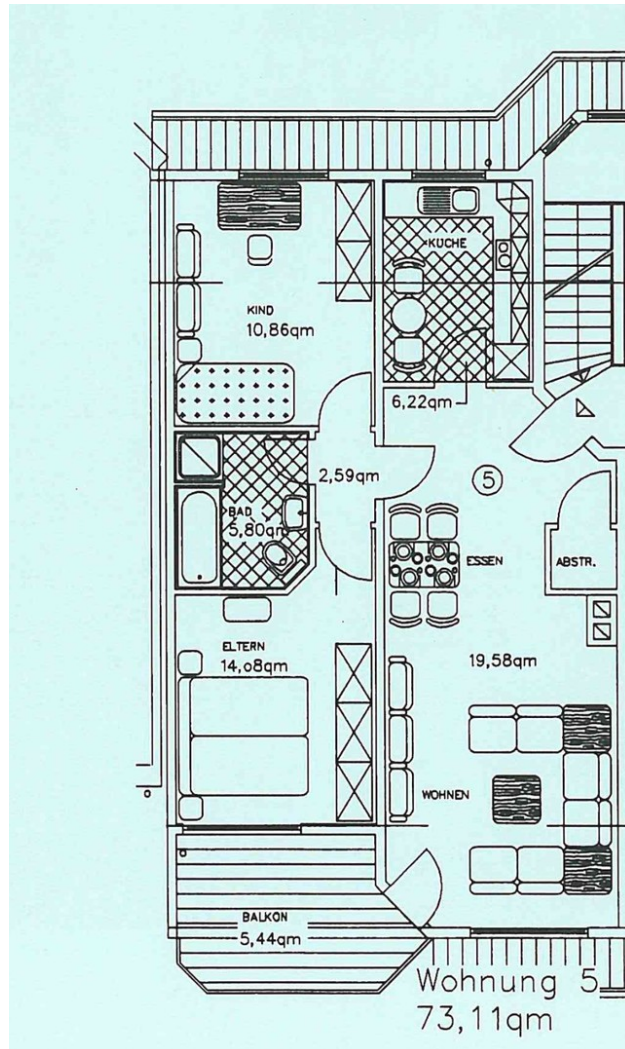 KÜCHE
KIND
10,86qm
6,22qm
2,59qm
5
BAD
5,80qm
ESSEN
ABSTR.
ELTERN
14,08qm
19,58qm
WOHNEN
BALKON
5,44qm
Wohnung 5
73,11qm